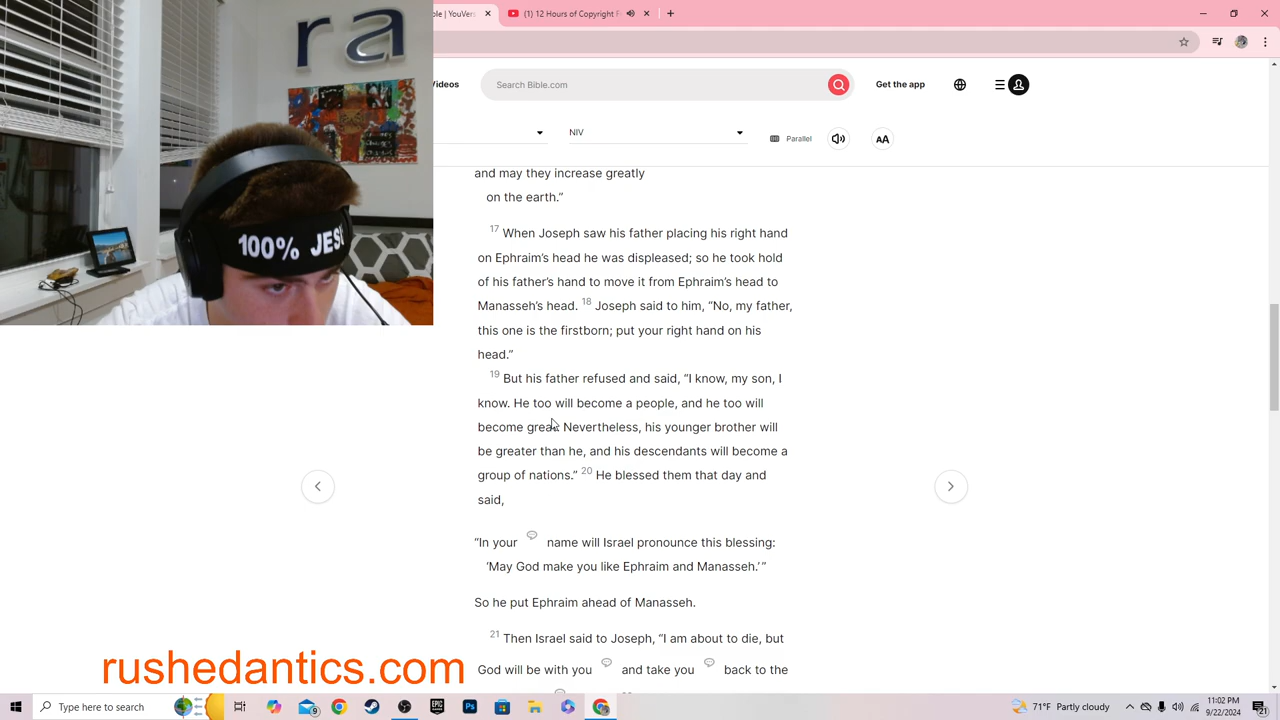 ra
100% JES
ple | YouVers
(1) 12 Hours of Copyright F
Videos
Search Bible.com
Get the app
NIV
Parallel
AA
and may they increase greatly
on the earth.”
17 When Joseph saw his father placing his right hand
on Ephraim’s head he was displeased; so he took hold
of his father’s hand to move it from Ephraim’s head to
Manasseh’s head. 18 Joseph said to him, “No, my father,
this one is the firstborn; put your right hand on his
head.”
19 But his father refused and said, “I know, my son, I
know. He too will become a people, and he too will
become great. Nevertheless, his younger brother will
be greater than he, and his descendants will become a
group of nations.” 20 He blessed them that day and
said,
“In your name will Israel pronounce this blessing:
‘May God make you like Ephraim and Manasseh.’ ”
So he put Ephraim ahead of Manasseh.
21 Then Israel said to Joseph, “I am about to die, but
God will be with you and take you back to the
rushedantics.com
Type here to search
9
EPIC
Ps
71°F Partly cloudy
11:02 PM
9/22/2024
21